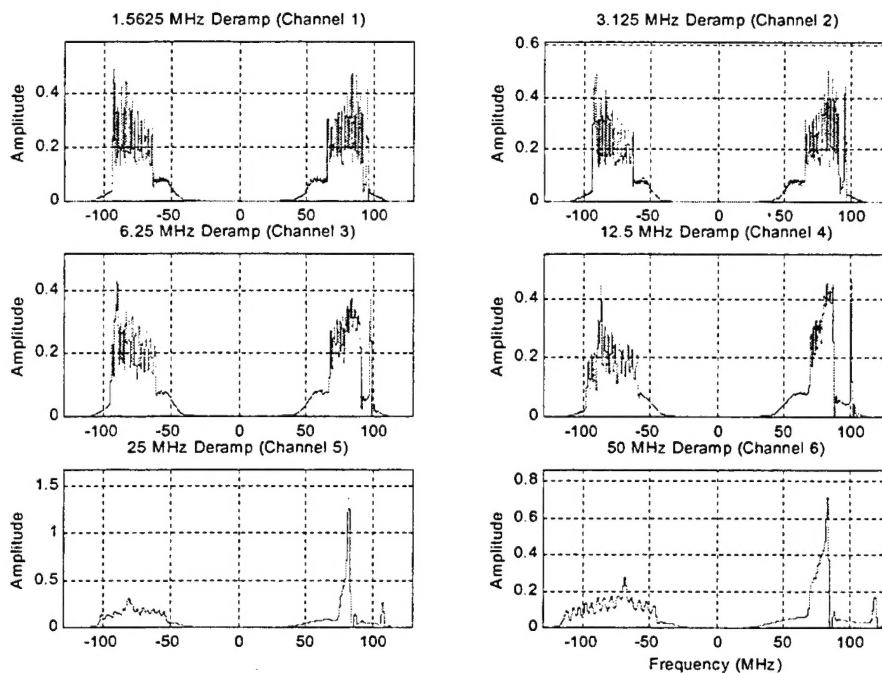 1.5625 MHz Deramp (Channel 1)
Amplitude
0.4
0.2
0
-100 -50 0 50 100
3.125 MHz Deramp (Channel 2)
Amplitude
0.6
0.4
0.2
0
-100 -50 0 50 100
6.25 MHz Deramp (Channel 3)
Amplitude
0.4
0.2
0
-100 -50 0 50 100
12.5 MHz Deramp (Channel 4)
Amplitude
0.4
0.2
0
-100 -50 0 50 100
25 MHz Deramp (Channel 5)
Amplitude
1.5
1
0.5
0
-100 -50 0 50 100
50 MHz Deramp (Channel 6)
Amplitude
0.8
0.6
0.4
0.2
0
-100 -50 0 50 100
Frequency (MHz)